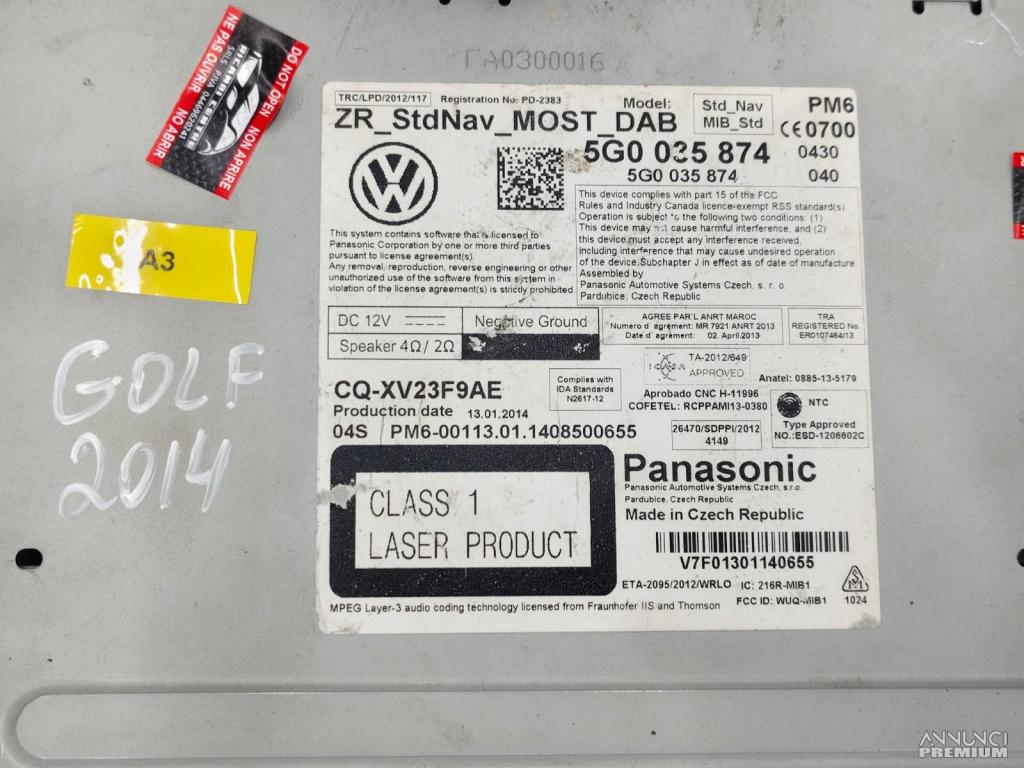 FA0300016 A
DO NOT OPEN
NE PAS OUVRIR
NON APRIRE
NO ABRIR
RICAMBI CENTER
SRLS P.IVA 04469620241
A3
GOLF
2014
TRC/LPD/2012/117
Registration No: PD-2383
Model:
Std_Nav
MIB_Std
PM6
CE0700
ZR_StdNav_MOST_DAB
5G0 035 874
0430
5G0 035 874
040
This system contains software that is licensed to
Panasonic Corporation by one or more third parties
pursuant to license agreement(s).
Any removal, reproduction, reverse engineering or other
unauthorized use of the software from this system in
violation of the license agreement(s) is strictly prohibited.
This device complies with part 15 of the FCC
Rules and Industry Canada licence-exempt RSS standard(s)
Operation is subject to the following two conditions: (1)
This device may not cause harmful interference, and (2)
this device must accept any interference received,
including interference that may cause undesired operation
of the device.Subchapter J in effect as of date of manufacture
Assembled by
Panasonic Automotive Systems Czech, s. r. o.
Pardubice, Czech Republic
DC 12V
Negative Ground
Speaker 4Ω/ 2Ω
AGREE PAR L'ANRT MAROC
Numero d'agrément: MR 7921 ANRT 2013
Date d'agrément: 02. April.2013
TRA
REGISTERED No
ER0107464/13
ICASA
TA-2012/649
APPROVED
Anatel: 0885-13-5179
CQ-XV23F9AE
Production date 13.01.2014
04S PM6-00113.01.1408500655
Complies with
IDA Standards
N2617-12
Aprobado CNC H-11996
COFETEL: RCPPAMI13-0380
26470/SDPPI/2012
4149
NTC
Type Approved
NO.:ESD-1206602C
CLASS 1
LASER PRODUCT
Panasonic
Panasonic Automotive Systems Czech, s.r.o.
Pardubice, Czech Republic
Made in Czech Republic
V7F01301140655
ETA-2095/2012/WRLO
IC: 216R-MIB1
FCC ID: WUQ-MIB1
1024
MPEG Layer-3 audio coding technology licensed from Fraunhofer IIS and Thomson
ANNUNCI
PREMIUM